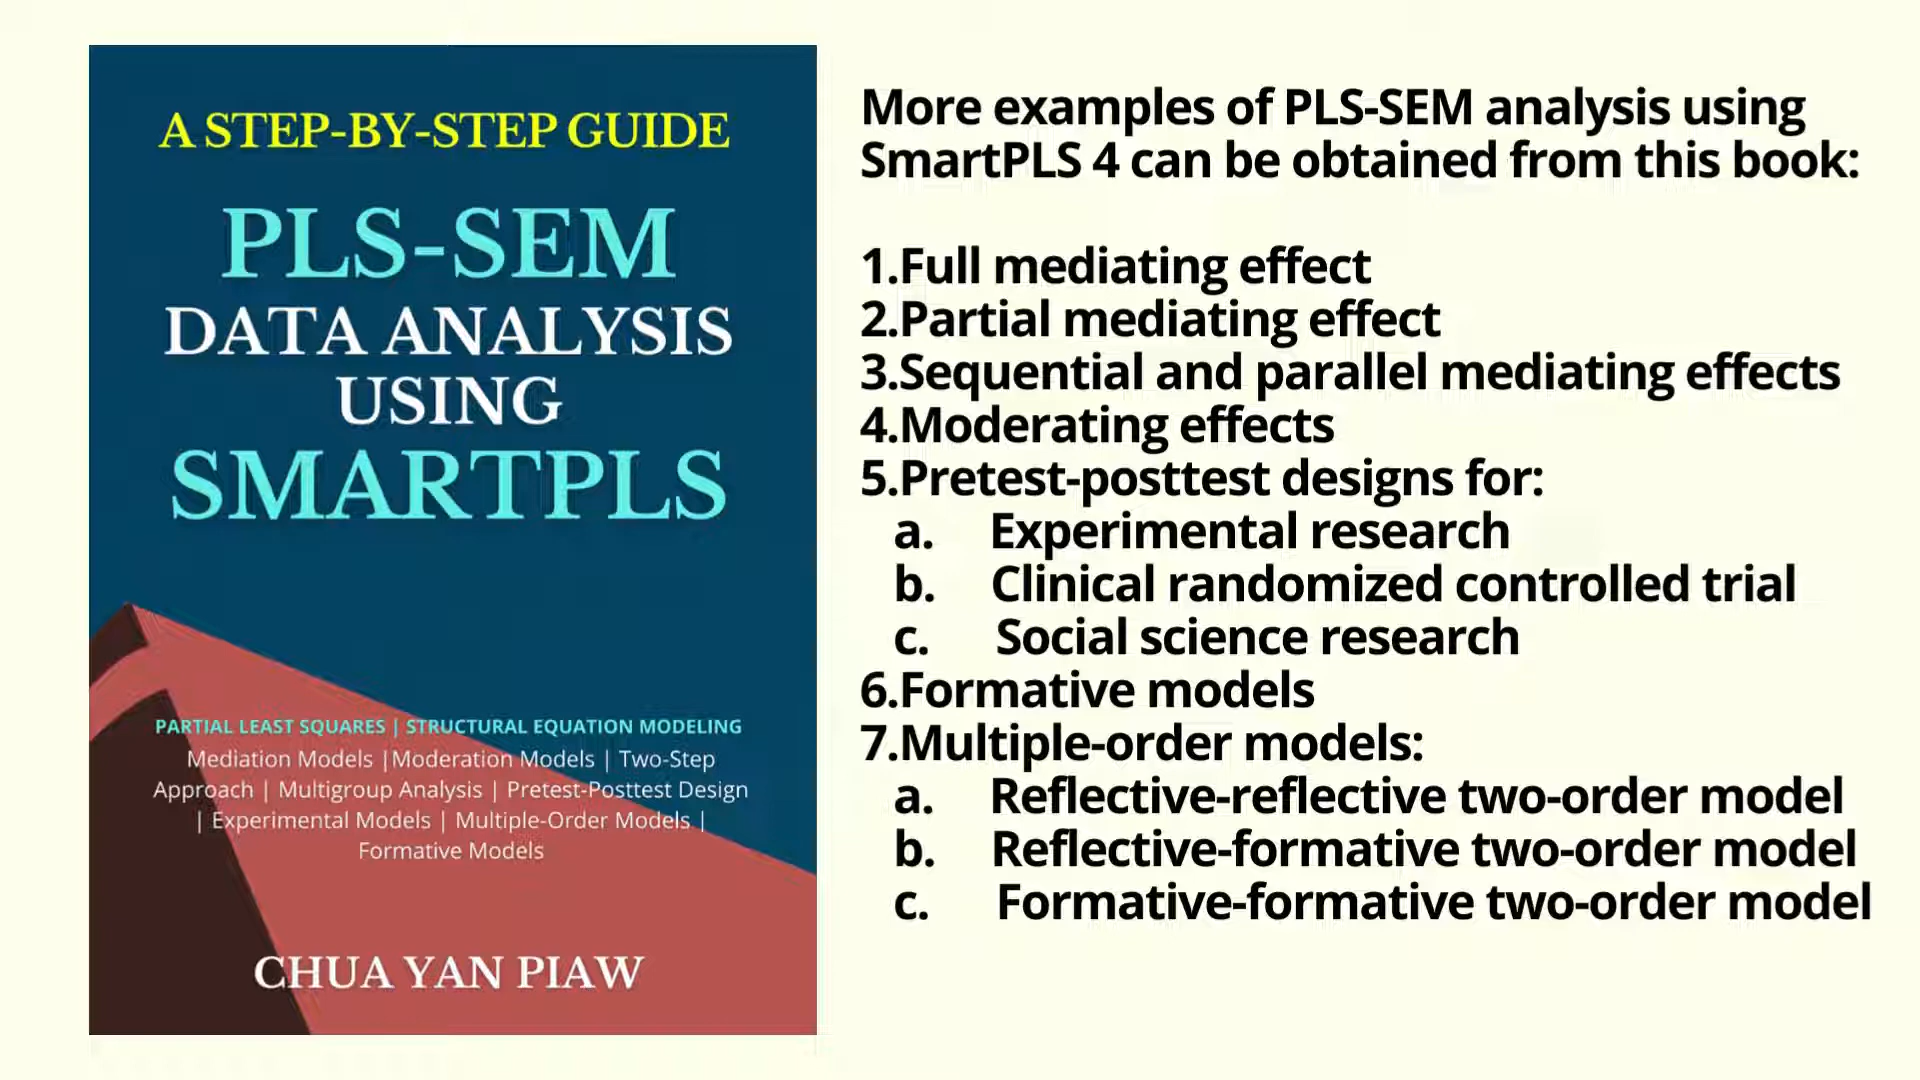 A STEP-BY-STEP GUIDE
PLS-SEM
DATA ANALYSIS
USING
SMARTPLS
PARTIAL LEAST SQUARES | STRUCTURAL EQUATION MODELING
Mediation Models |Moderation Models | Two-Step
Approach | Multigroup Analysis | Pretest-Posttest Design
| Experimental Models | Multiple-Order Models |
Formative Models
CHUA YAN PIAW
More examples of PLS-SEM analysis using
SmartPLS 4 can be obtained from this book:
1.Full mediating effect
2.Partial mediating effect
3.Sequential and parallel mediating effects
4.Moderating effects
5.Pretest-posttest designs for:
a. Experimental research
b. Clinical randomized controlled trial
c. Social science research
6.Formative models
7.Multiple-order models:
a. Reflective-reflective two-order model
b. Reflective-formative two-order model
c. Formative-formative two-order model